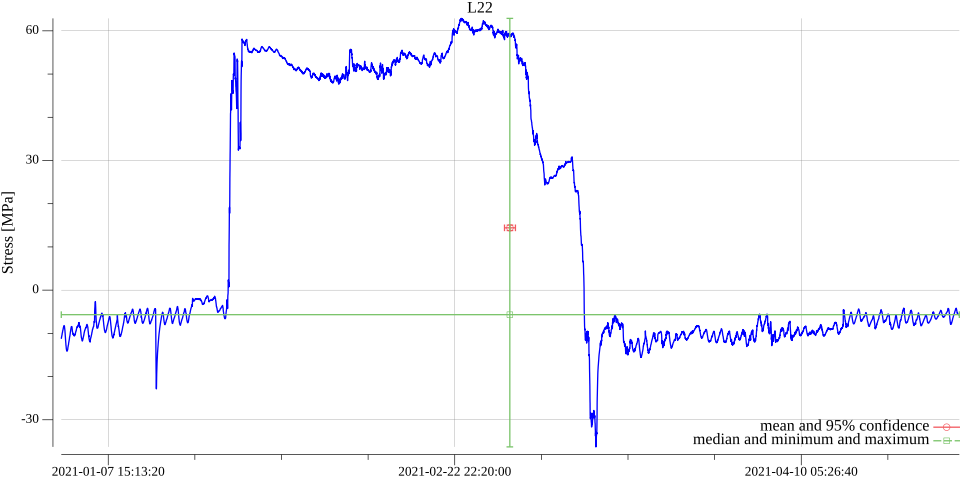 L22
60
30
0
-30
Stress [MPa]
mean and 95% confidence
median and minimum and maximum
2021-01-07 15:13:20
2021-02-22 22:20:00
2021-04-10 05:26:40